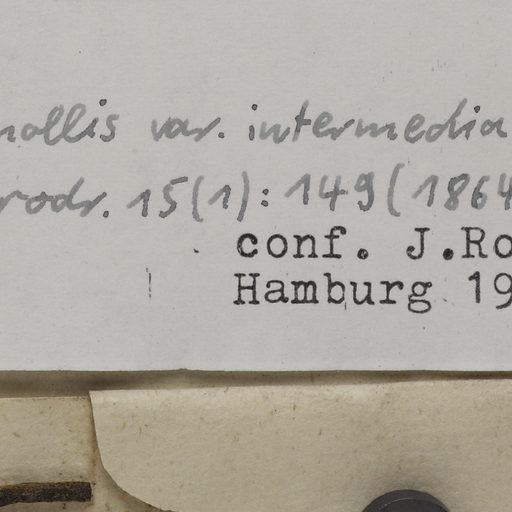 mollis var. intermedia
rodr. 15(1): 149 (1864
conf. J.Ro
Hamburg 19